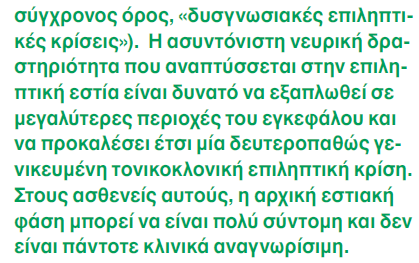 σύγχρονος όρος, «δυσγνωσιακές επιληπτι-
κές κρίσεις»). Η ασυντόνιστη νευρική δρα-
στηριότητα που αναπτύσσεται στην επιλη-
πτική εστία είναι δυνατό να εξαπλωθεί σε
μεγαλύτερες περιοχές του εγκεφάλου και
να προκαλέσει έτσι μία δευτεροπαθώς γε-
νικευμένη τονικοκλονική επιληπτική κρίση.
Στους ασθενείς αυτούς, η αρχική εστιακή
φάση μπορεί να είναι πολύ σύντομη και δεν
είναι πάντοτε κλινικά αναγνωρίσιμη.